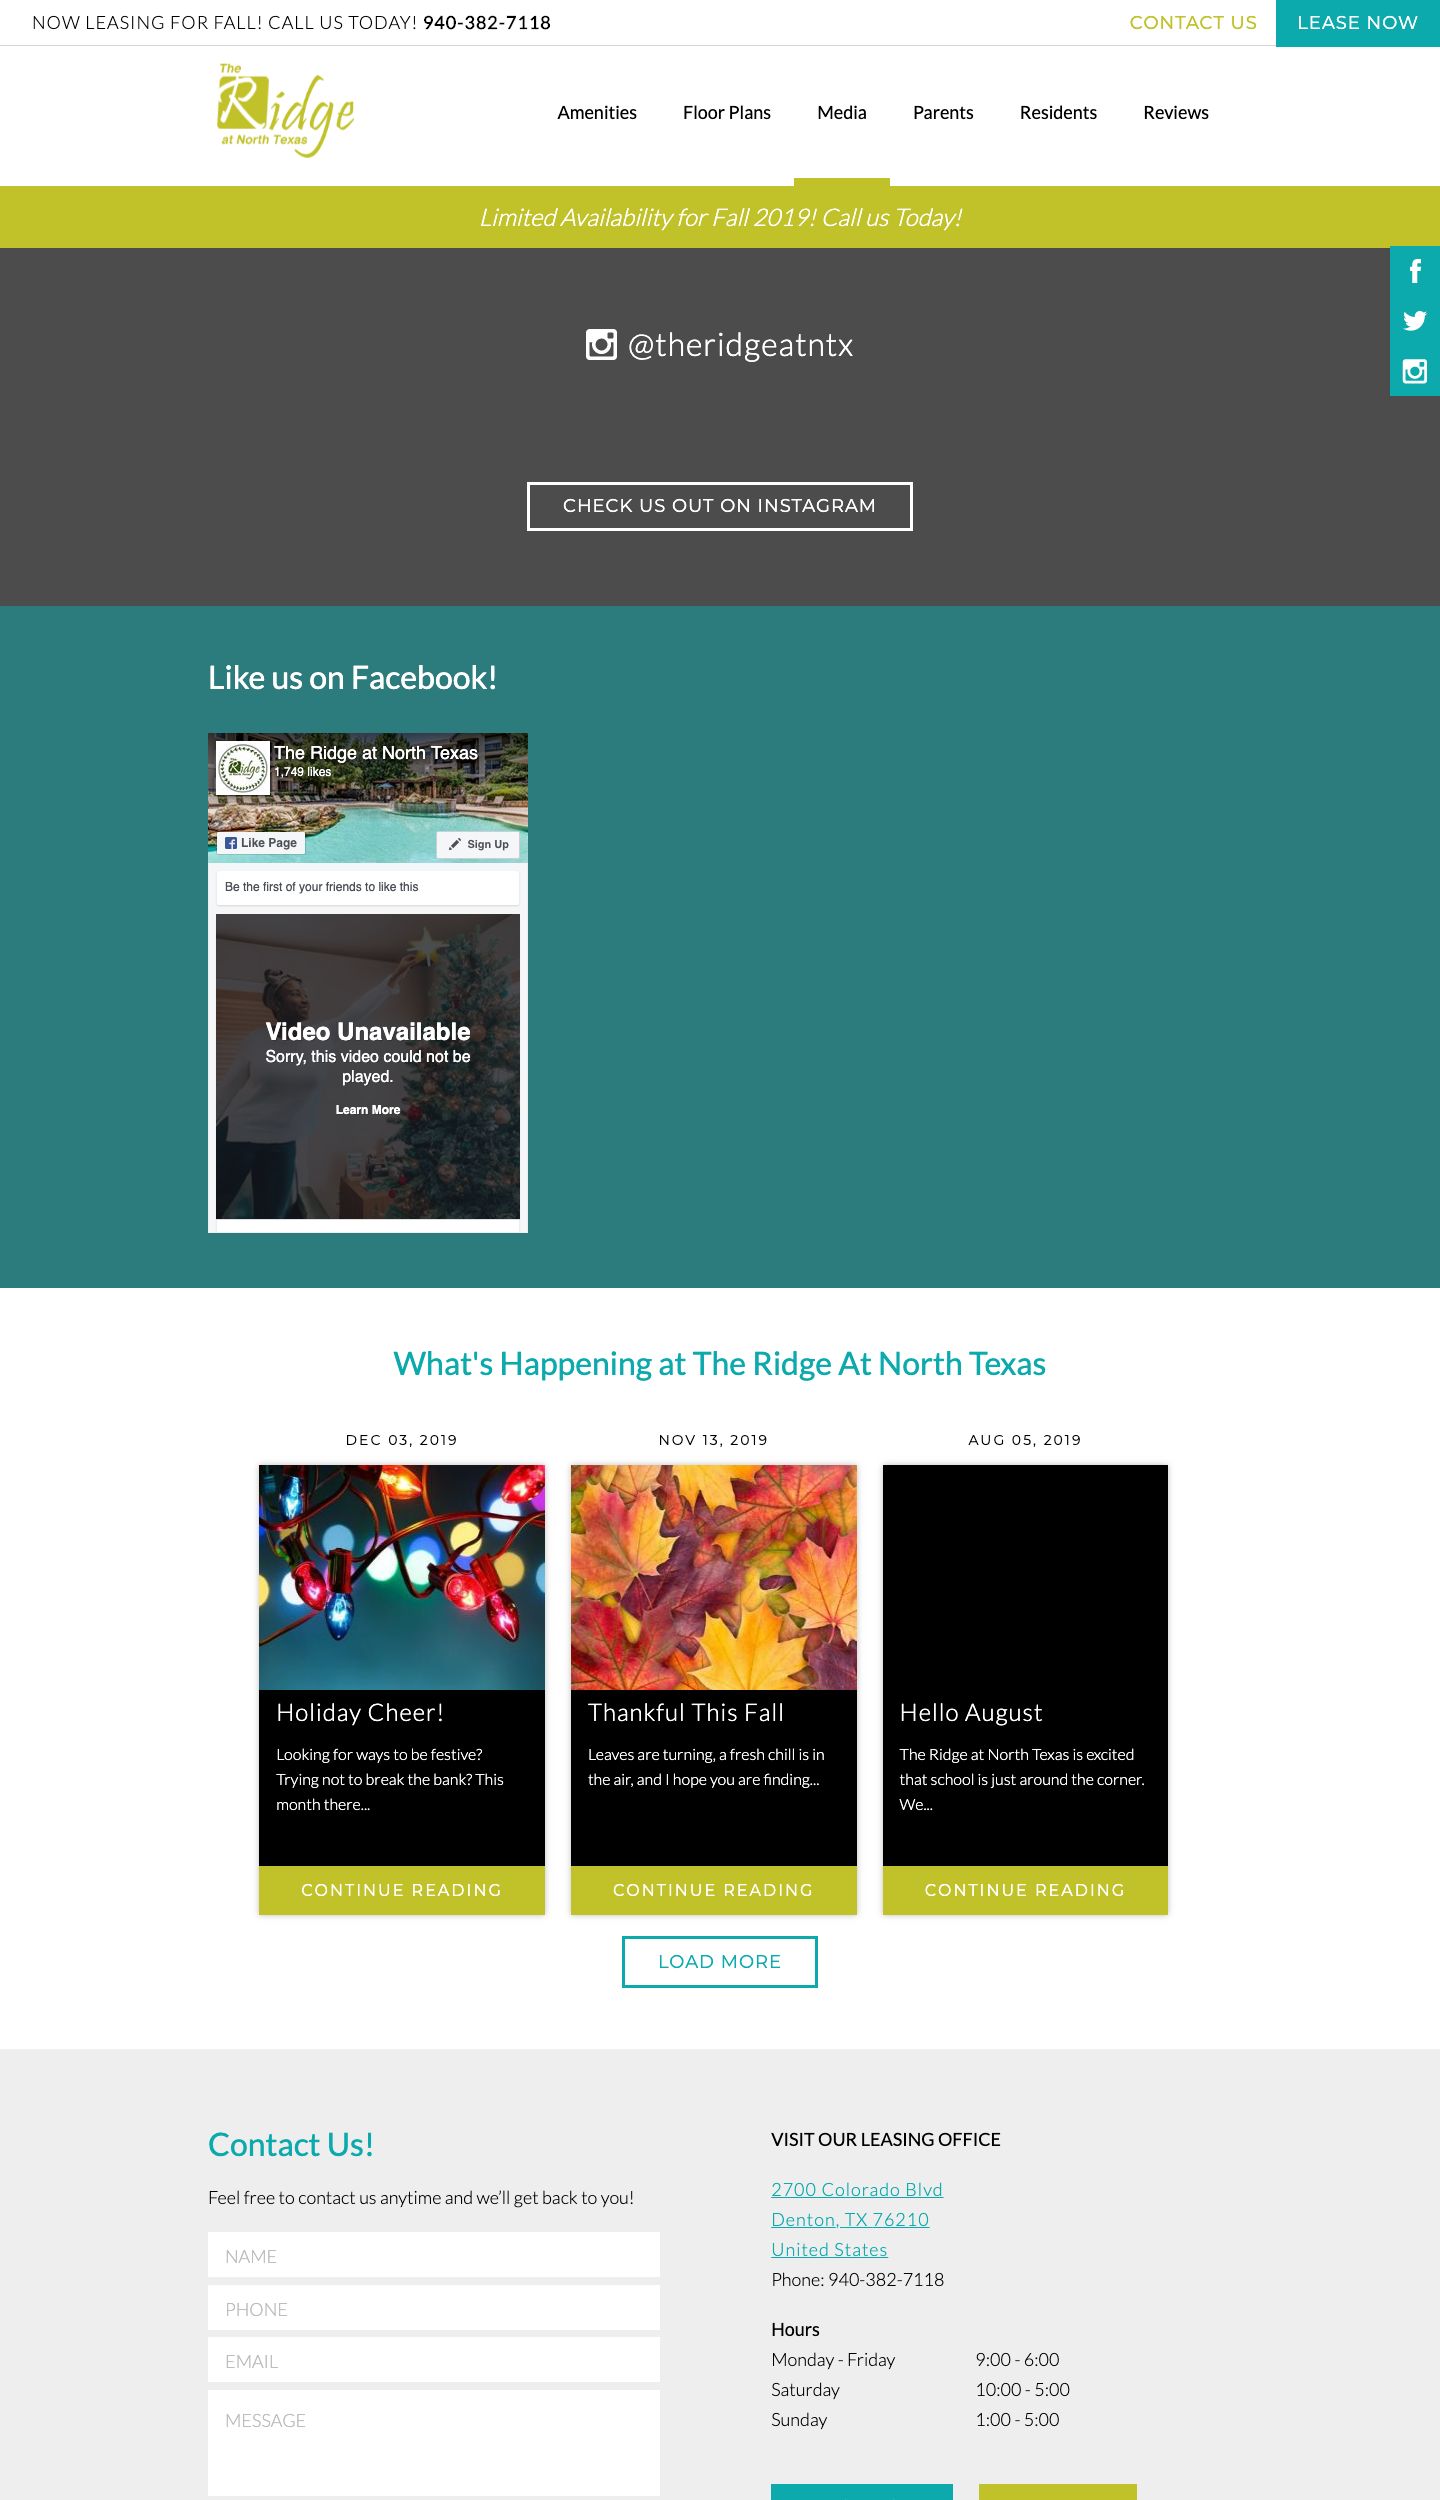 NOW LEASING FOR FALL! CALL US TODAY! 940-382-7118
CONTACT US
LEASE NOW
The Ridge at North Texas
Amenities
Floor Plans
Media
Parents
Residents
Reviews
Limited Availability for Fall 2019! Call us Today!
@theridgeatntx
CHECK US OUT ON INSTAGRAM
Like us on Facebook!
Ridge
The Ridge at North Texas
1,749 likes
Like Page
Sign Up
Be the first of your friends to like this
Video Unavailable
Sorry, this video could not be
played.
Learn More
What's Happening at The Ridge At North Texas
DEC 03, 2019
Holiday Cheer!
Looking for ways to be festive?
Trying not to break the bank? This
month there...
CONTINUE READING
NOV 13, 2019
Thankful This Fall
Leaves are turning, a fresh chill is in
the air, and I hope you are finding...
CONTINUE READING
AUG 05, 2019
Hello August
The Ridge at North Texas is excited
that school is just around the corner.
We...
CONTINUE READING
LOAD MORE
Contact Us!
Feel free to contact us anytime and we’ll get back to you!
NAME
PHONE
EMAIL
MESSAGE
VISIT OUR LEASING OFFICE
2700 Colorado Blvd
Denton, TX 76210
United States
Phone: 940-382-7118
Hours
Monday - Friday 9:00 - 6:00
Saturday 10:00 - 5:00
Sunday 1:00 - 5:00